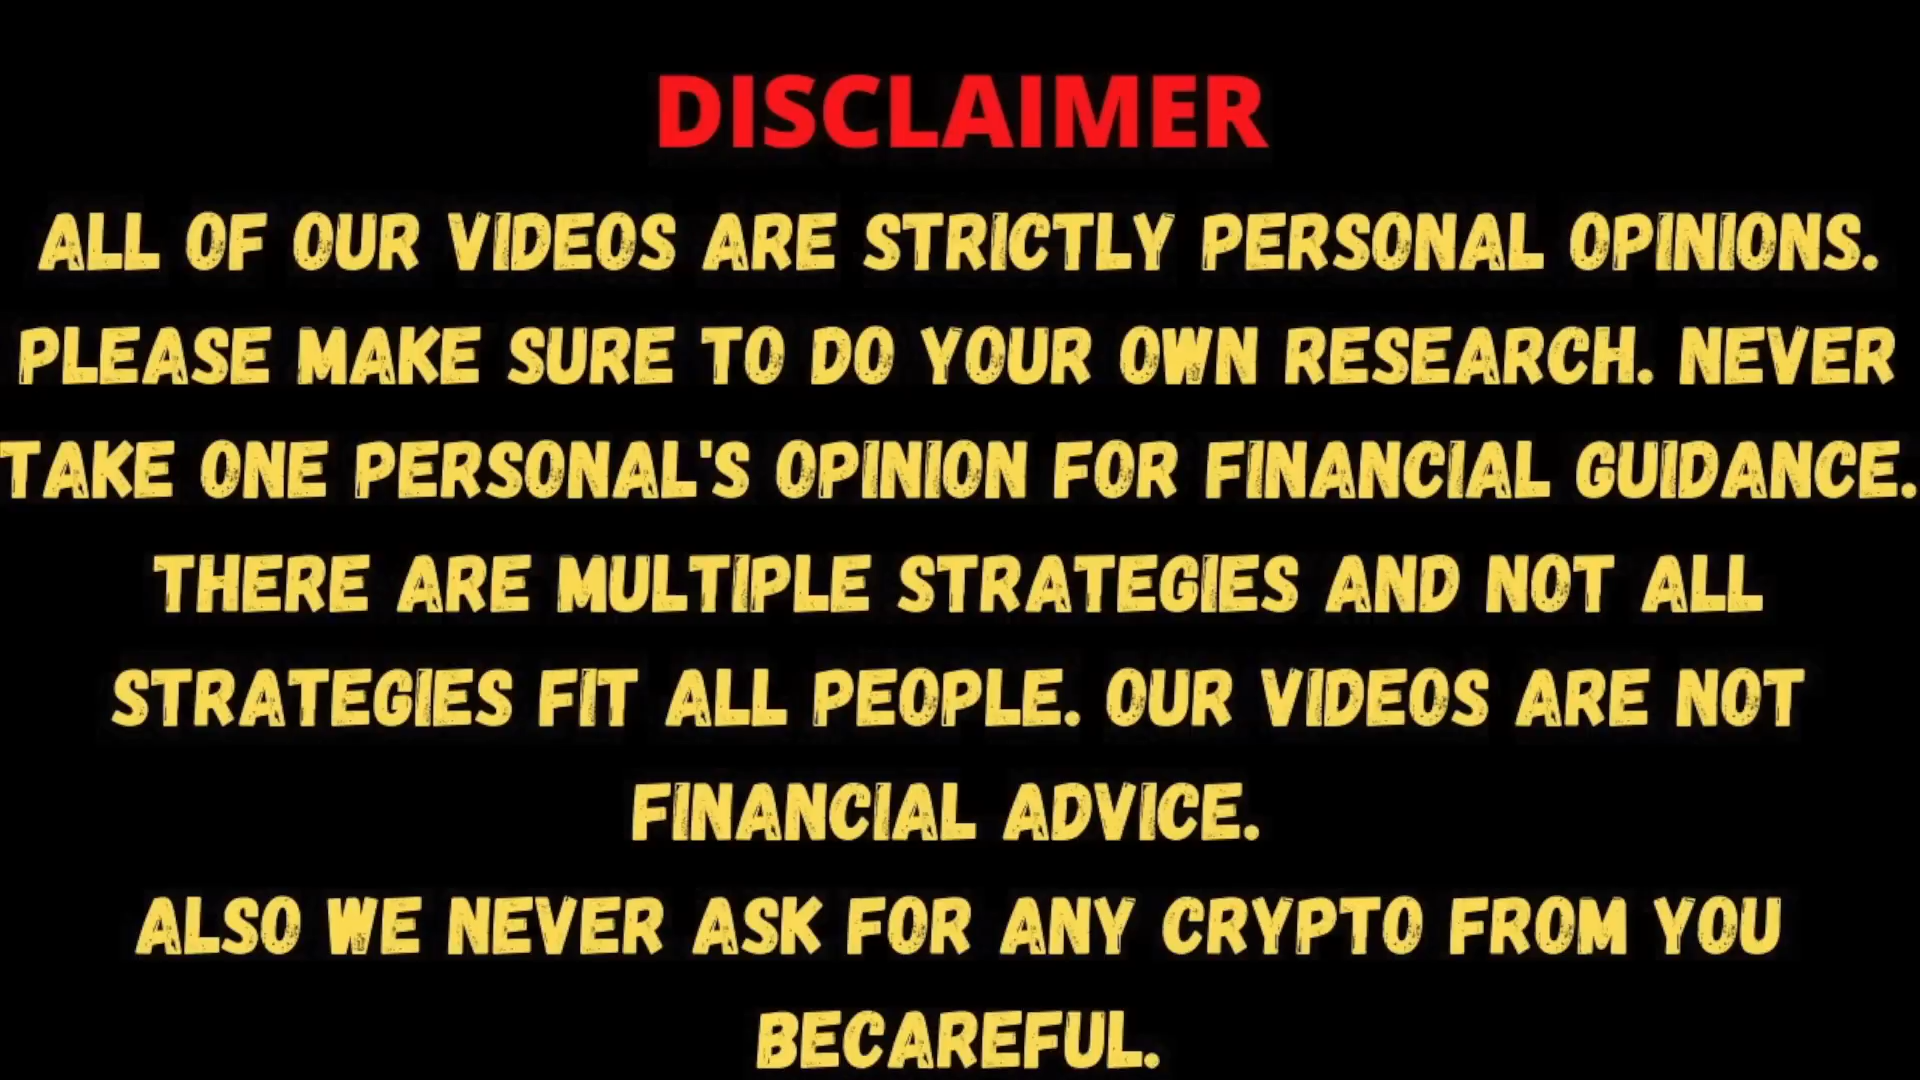 DISCLAIMER
ALL OF OUR VIDEOS ARE STRICTLY PERSONAL OPINIONS.
PLEASE MAKE SURE TO DO YOUR OWN RESEARCH. NEVER
TAKE ONE PERSONAL'S OPINION FOR FINANCIAL GUIDANCE.
THERE ARE MULTIPLE STRATEGIES AND NOT ALL
STRATEGIES FIT ALL PEOPLE. OUR VIDEOS ARE NOT
FINANCIAL ADVICE.
ALSO WE NEVER ASK FOR ANY CRYPTO FROM YOU
BECAREFUL.